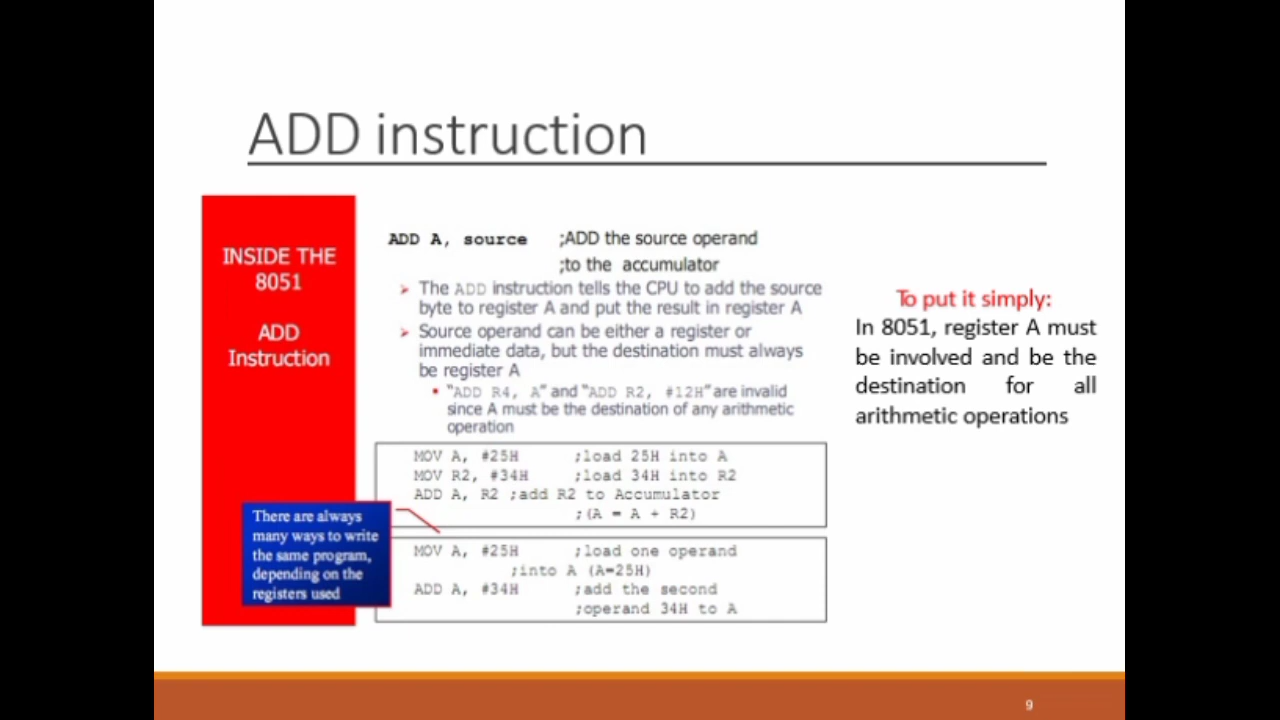 ADD instruction
INSIDE THE
8051
ADD
Instruction
ADD A, source ;ADD the source operand
;to the accumulator
The ADD instruction tells the CPU to add the source
byte to register A and put the result in register A
Source operand can be either a register or
immediate data, but the destination must always
be register A
"ADD R4, A" and "ADD R2, #12H" are invalid
since A must be the destination of any arithmetic
operation
MOV A, #25H ;load 25H into A
MOV R2, #34H ;load 34H into R2
ADD A, R2 ;add R2 to Accumulator
;(A = A + R2)
There are always
many ways to write
the same program,
depending on the
registers used
MOV A, #25H ;load one operand
;into A (A=25H)
ADD A, #34H ;add the second
;operand 34H to A
To put it simply:
In 8051, register A must
be involved and be the
destination for all
arithmetic operations
9